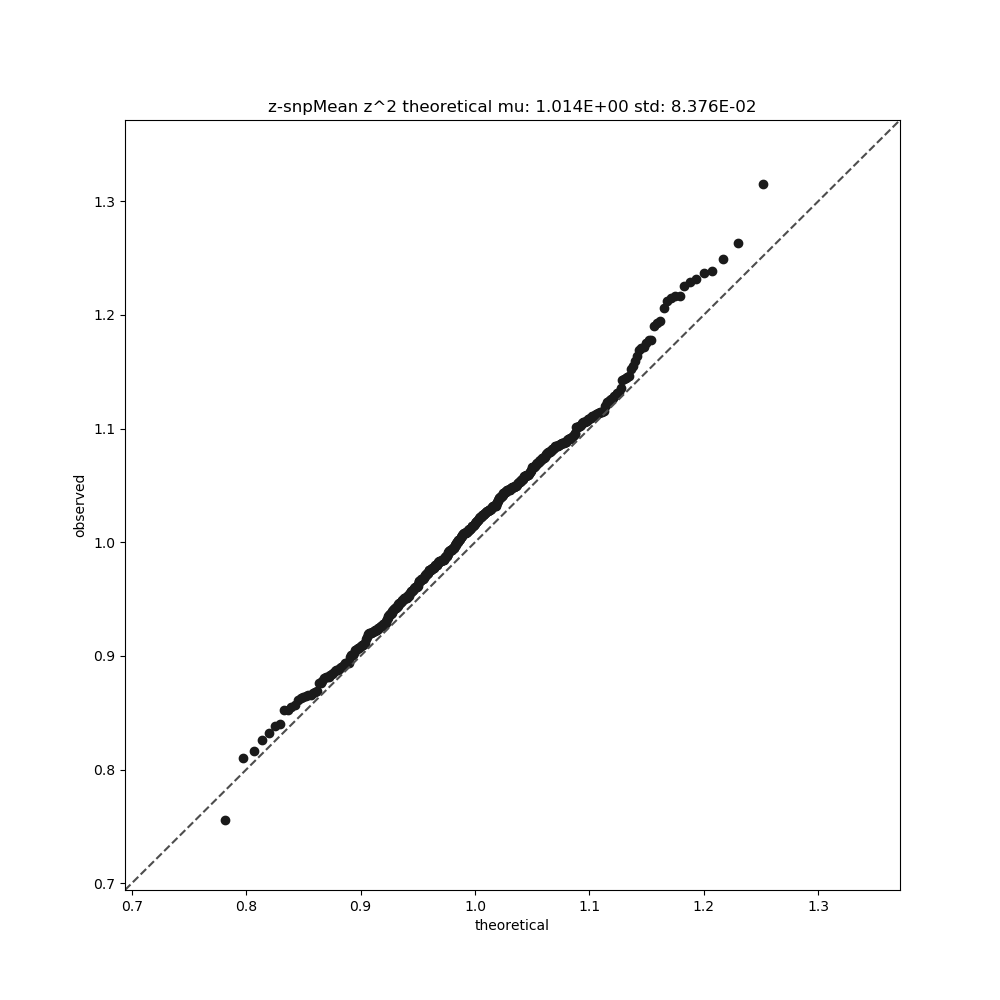 z-snpMean z^2 theoretical mu: 1.014E+00 std: 8.376E-02
1.3
1.2
1.1
1.0
0.9
0.8
0.7
observed
0.7 0.8 0.9 1.0 1.1 1.2 1.3
theoretical